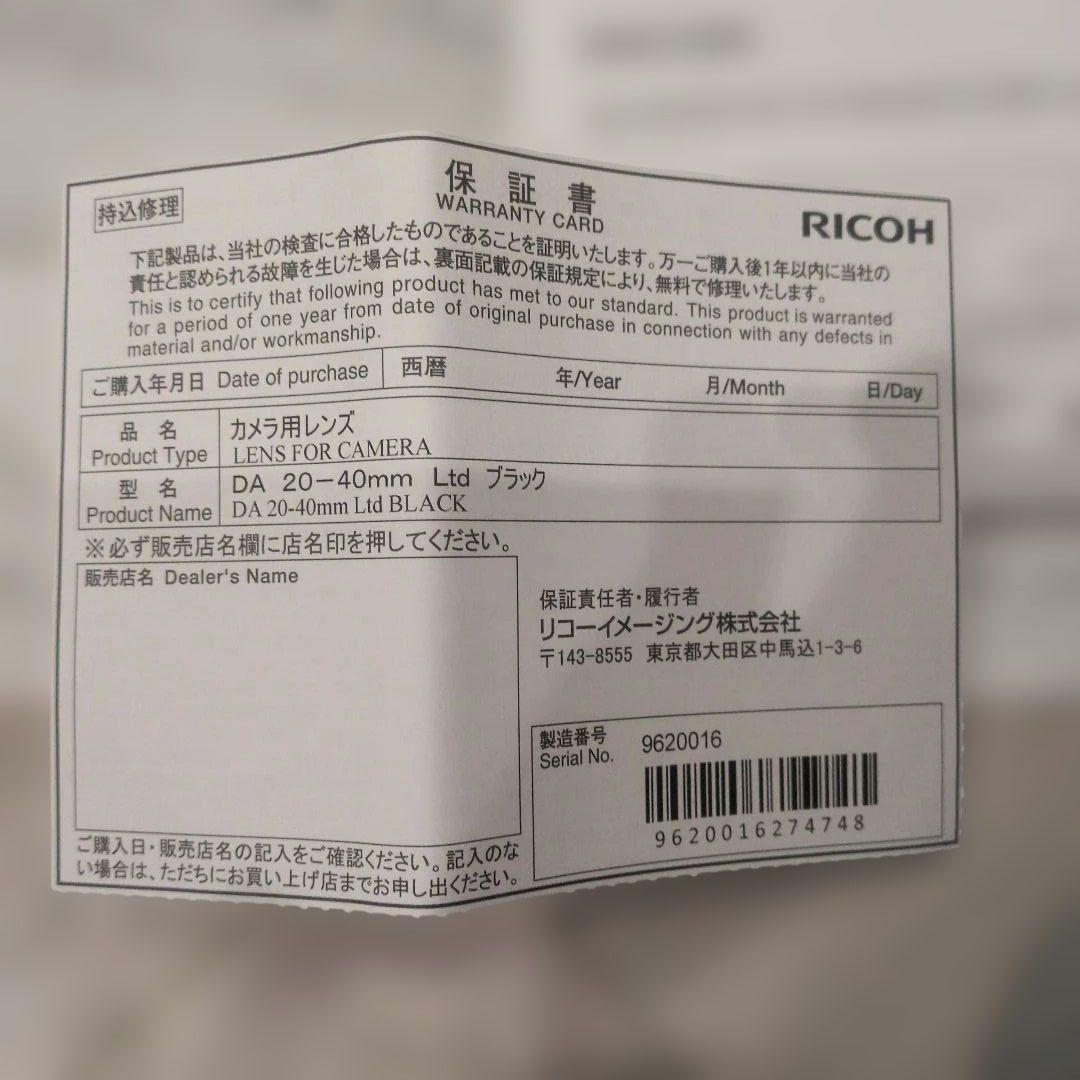 保証書
WARRANTY CARD
持込修理
RICOH
下記製品は、当社の検査に合格したものであることを証明いたします。万一ご購入後1年以内に当社の
責任と認められる故障を生じた場合は、裏面記載の保証規定により、無料で修理いたします。
This is to certify that following product has met to our standard. This product is warranted
for a period of one year from date of original purchase in connection with any defects in
material and/or workmanship.
ご購入年月日 Date of purchase 西暦 年/Year 月/Month 日/Day
品 名 カメラ用レンズ
Product Type LENS FOR CAMERA
型 名 DA 20-40mm Ltd ブラック
Product Name DA 20-40mm Ltd BLACK
※必ず販売店名欄に店名印を押してください。
販売店名 Dealer's Name
保証責任者・履行者
リコーイメージング株式会社
〒143-8555 東京都大田区中馬込1-3-6
製造番号 9620016
Serial No.
9620016274748
ご購入日・販売店名の記入をご確認ください。記入のな
い場合は、ただちにお買い上げ店までお申し出ください。